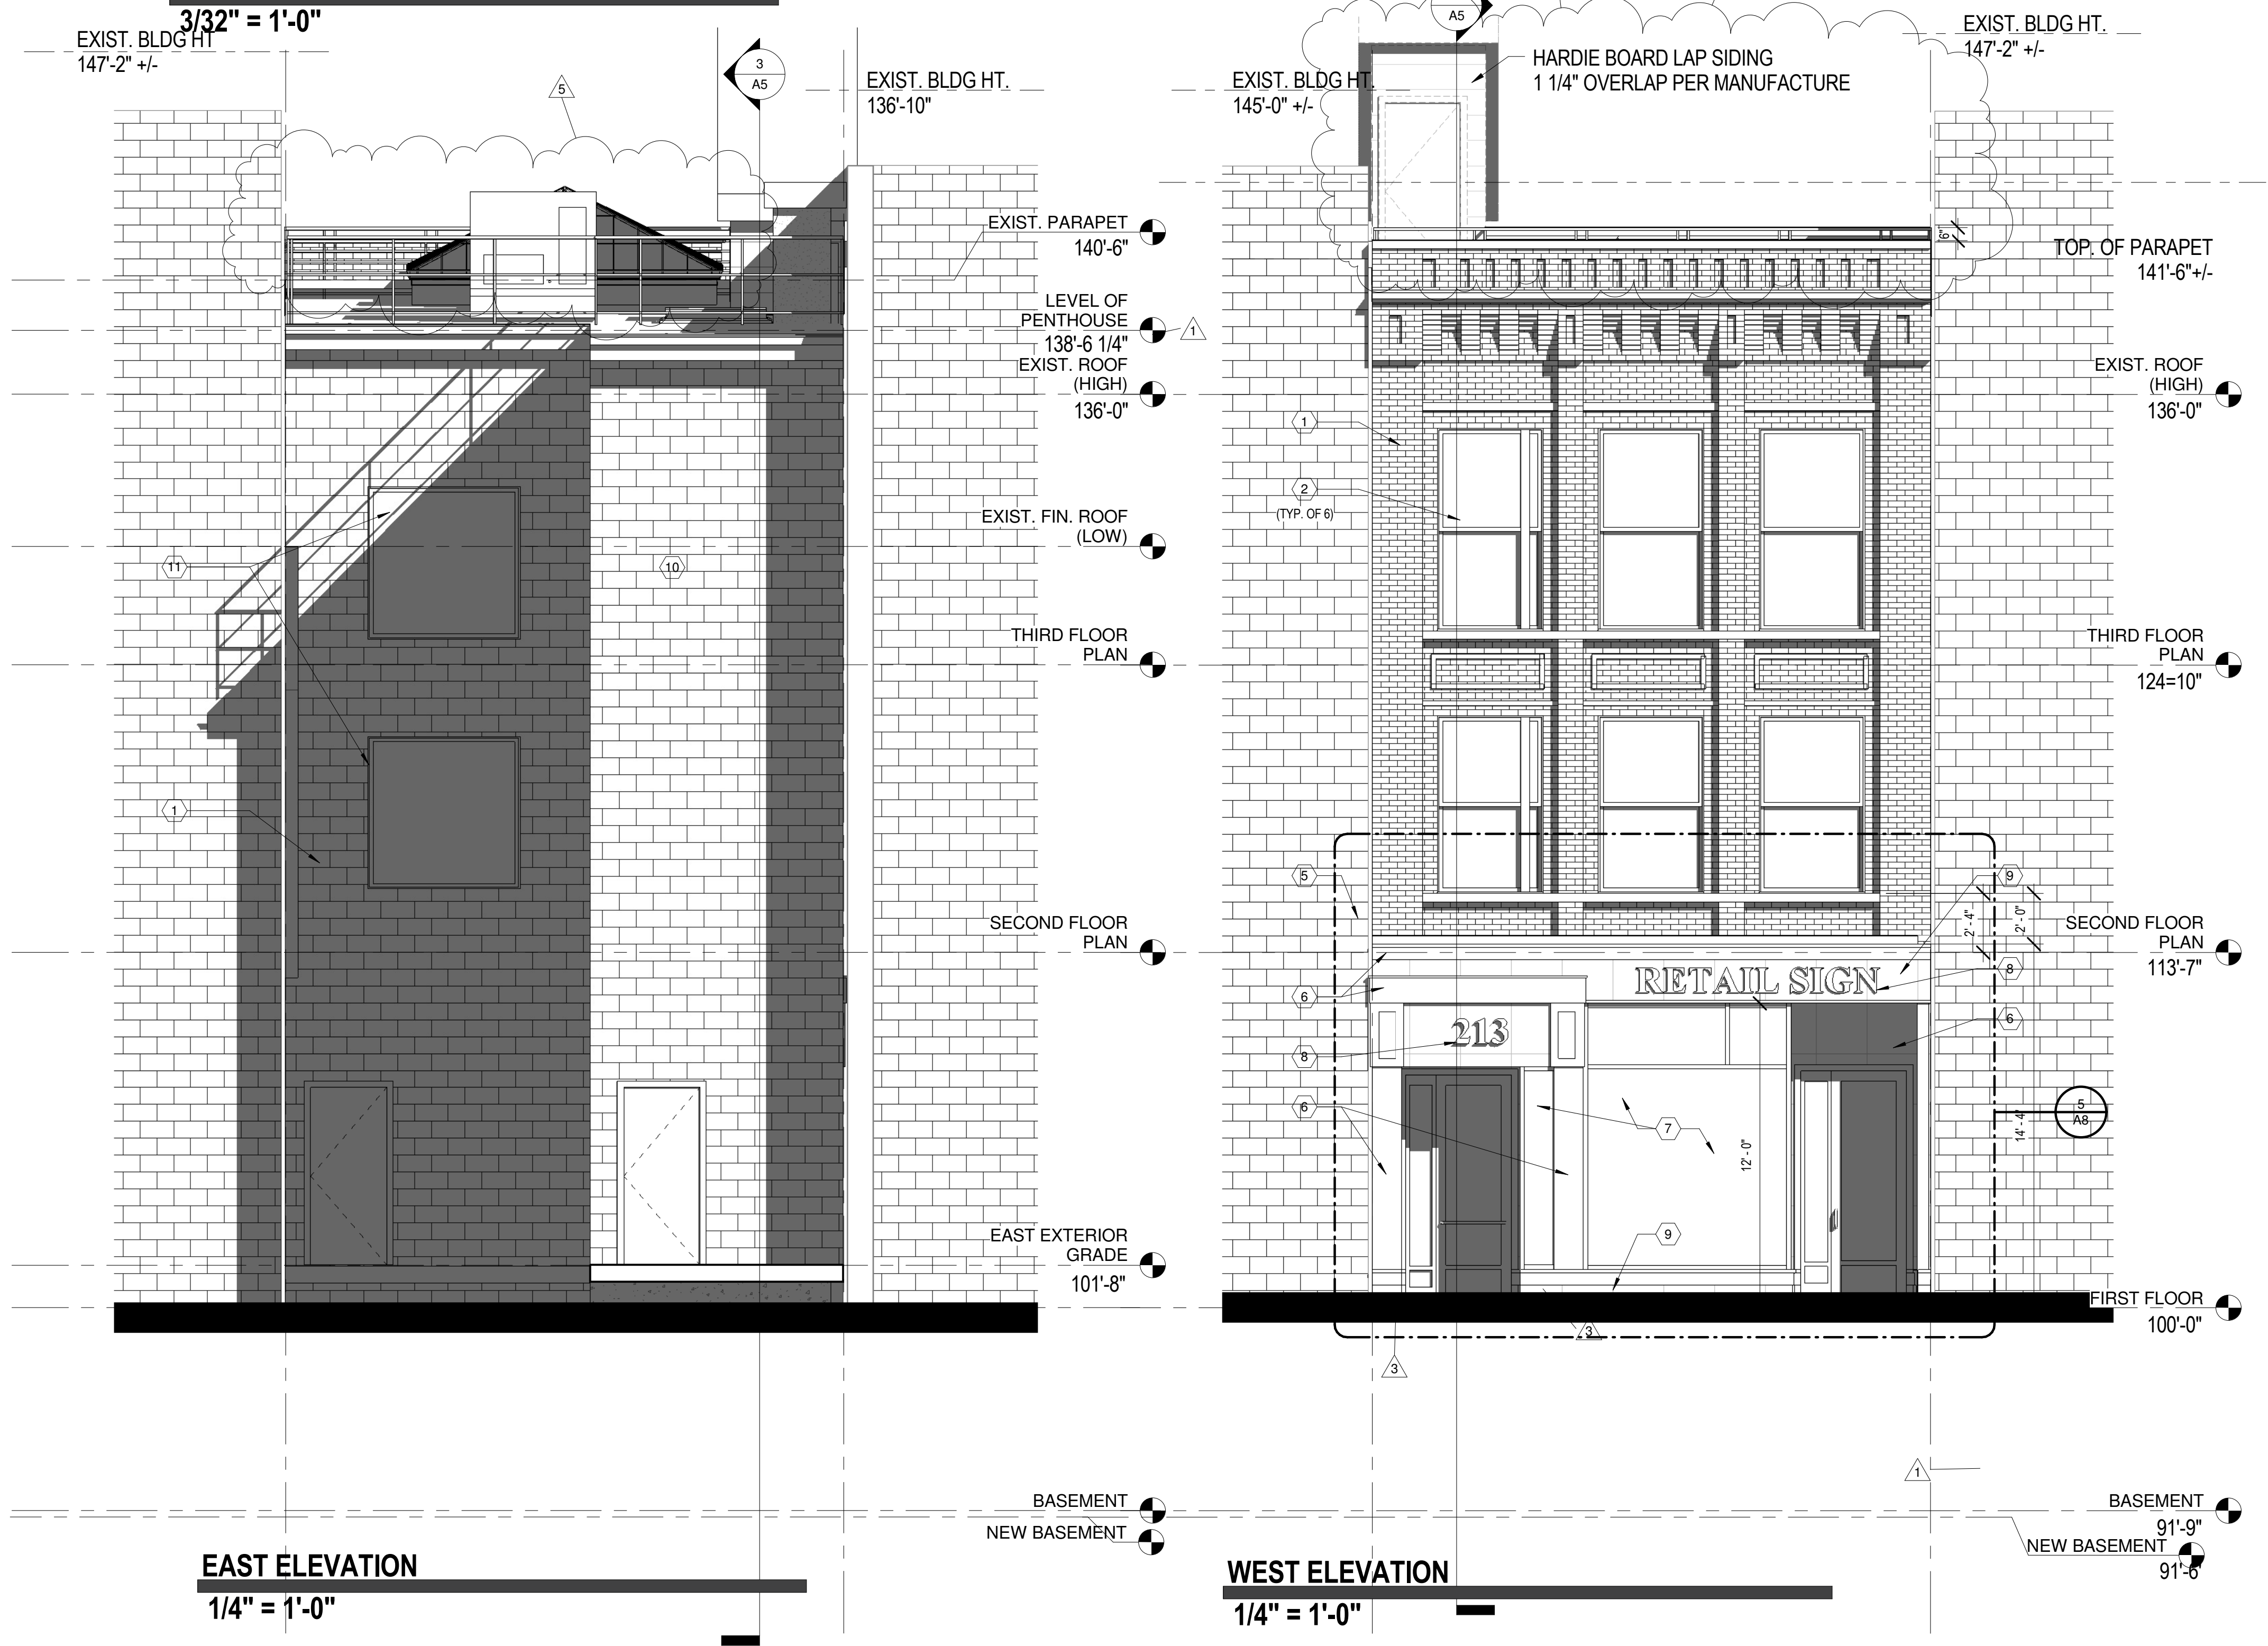 3/32" = 1'-0"
EXIST. BLDG HT
147'-2" +/-
3
A5
5
EXIST. BLDG HT.
136'-10"
EXIST. PARAPET
140'-6"
LEVEL OF
PENTHOUSE
138'-6 1/4"
1
EXIST. ROOF
(HIGH)
136'-0"
EXIST. FIN. ROOF
(LOW)
11
10
THIRD FLOOR
PLAN
1
SECOND FLOOR
PLAN
EAST EXTERIOR
GRADE
101'-8"
BASEMENT
NEW BASEMENT
EAST ELEVATION
1/4" = 1'-0"
A5
EXIST. BLDG HT.
147'-2" +/-
HARDIE BOARD LAP SIDING
1 1/4" OVERLAP PER MANUFACTURE
EXIST. BLDG HT.
145'-0" +/-
6"
TOP. OF PARAPET
141'-6"+/-
EXIST. ROOF
(HIGH)
136'-0"
1
2
(TYP. OF 6)
THIRD FLOOR
PLAN
124=10"
5
9
2' - 4"
2' - 0"
SECOND FLOOR
PLAN
113'-7"
RETAIL SIGN
8
6
213
6
8
6
7
5
A8
14' - 4"
12' - 0"
9
FIRST FLOOR
100'-0"
3
3
1
BASEMENT
91'-9"
NEW BASEMENT
91'-6"
WEST ELEVATION
1/4" = 1'-0"